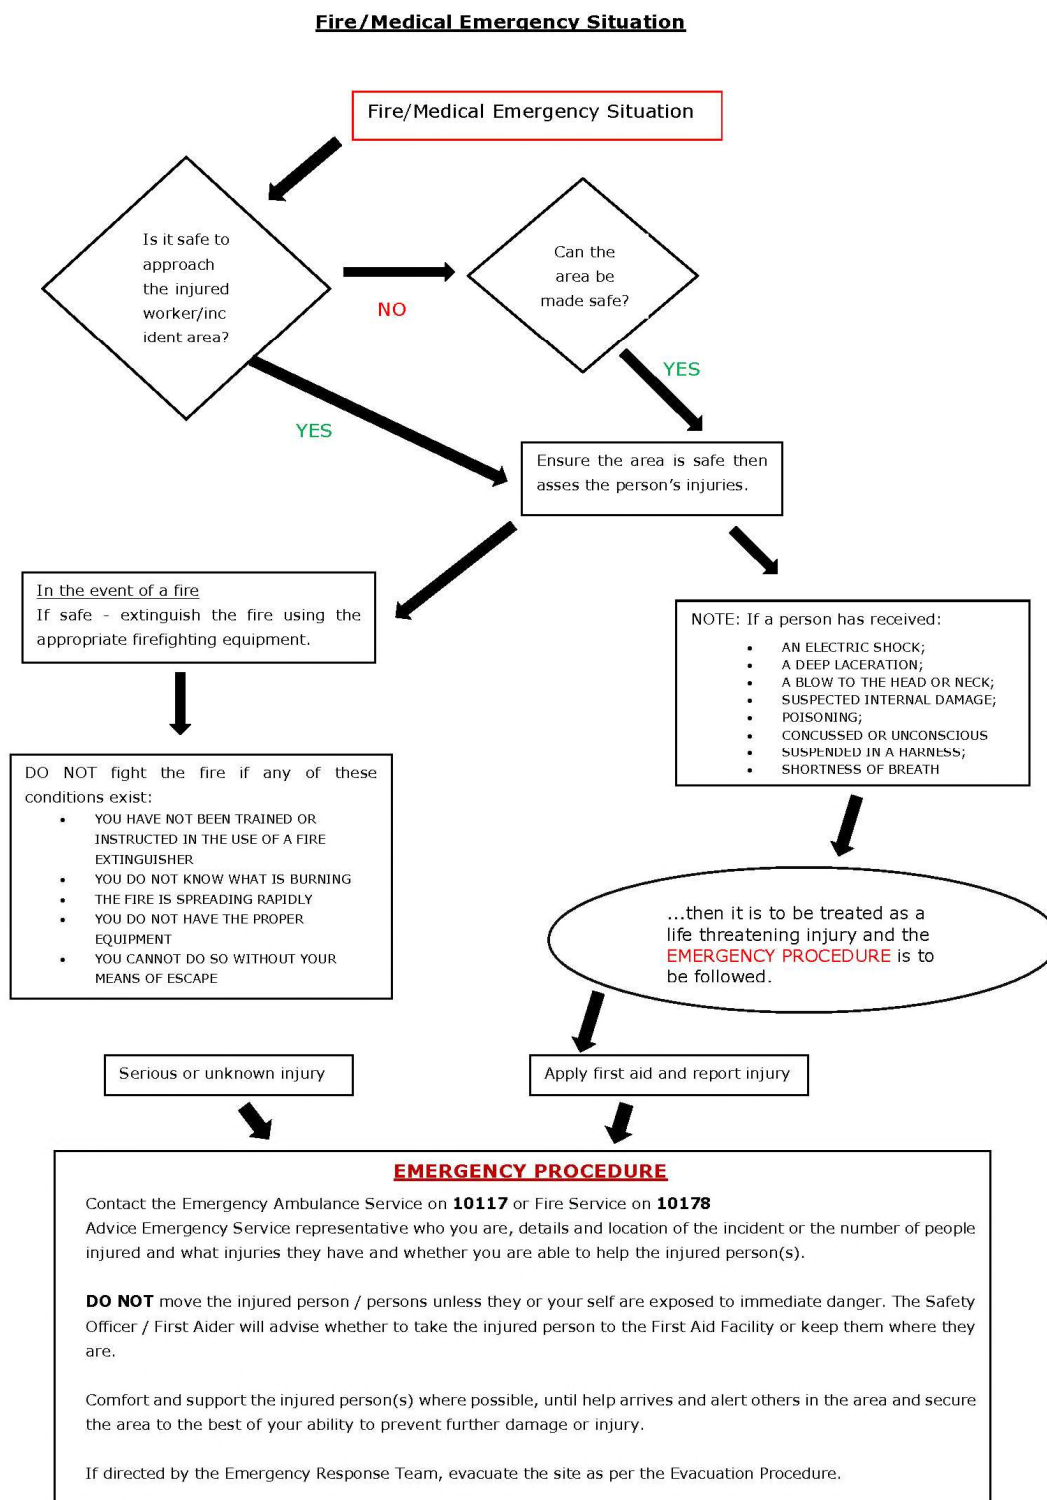 Fire/Medical Emergency Situation
Fire/Medical Emergency Situation
Is it safe to
approach
the injured
worker/inc
ident area?
NO
Can the
area be
made safe?
YES
YES
Ensure the area is safe then
asses the person's injuries.
In the event of a fire
If safe - extinguish the fire using the
appropriate firefighting equipment.
NOTE: If a person has received:
• AN ELECTRIC SHOCK;
• A DEEP LACERATION;
• A BLOW TO THE HEAD OR NECK;
• SUSPECTED INTERNAL DAMAGE;
• POISONING;
• CONCUSSED OR UNCONSCIOUS
• SUSPENDED IN A HARNESS;
• SHORTNESS OF BREATH
DO NOT fight the fire if any of these
conditions exist:
• YOU HAVE NOT BEEN TRAINED OR
INSTRUCTED IN THE USE OF A FIRE
EXTINGUISHER
• YOU DO NOT KNOW WHAT IS BURNING
• THE FIRE IS SPREADING RAPIDLY
• YOU DO NOT HAVE THE PROPER
EQUIPMENT
• YOU CANNOT DO SO WITHOUT YOUR
MEANS OF ESCAPE
...then it is to be treated as a
life threatening injury and the
EMERGENCY PROCEDURE is to
be followed.
Serious or unknown injury
Apply first aid and report injury
EMERGENCY PROCEDURE
Contact the Emergency Ambulance Service on 10117 or Fire Service on 10178
Advice Emergency Service representative who you are, details and location of the incident or the number of people
injured and what injuries they have and whether you are able to help the injured person(s).
DO NOT move the injured person / persons unless they or your self are exposed to immediate danger. The Safety
Officer / First Aider will advise whether to take the injured person to the First Aid Facility or keep them where they
are.
Comfort and support the injured person(s) where possible, until help arrives and alert others in the area and secure
the area to the best of your ability to prevent further damage or injury.
If directed by the Emergency Response Team, evacuate the site as per the Evacuation Procedure.